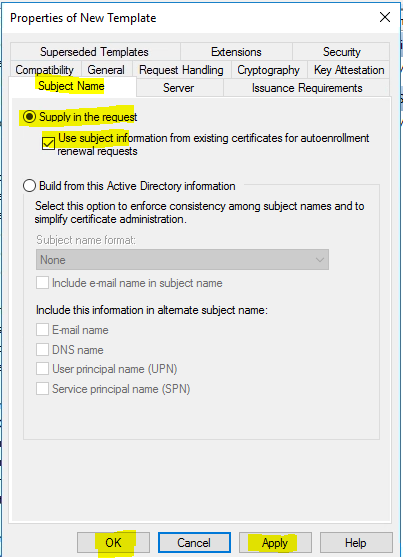 Properties of New Template
Superseded Templates Extensions Security
Compatibility General Request Handling Cryptography Key Attestation
Subject Name Server Issuance Requirements
Supply in the request
Use subject information from existing certificates for autoenrollment
renewal requests
Build from this Active Directory information
Select this option to enforce consistency among subject names and to
simplify certificate administration.
Subject name format:
None
Include e-mail name in subject name
Include this information in alternate subject name:
E-mail name
DNS name
User principal name (UPN)
Service principal name (SPN)
OK Cancel Apply Help